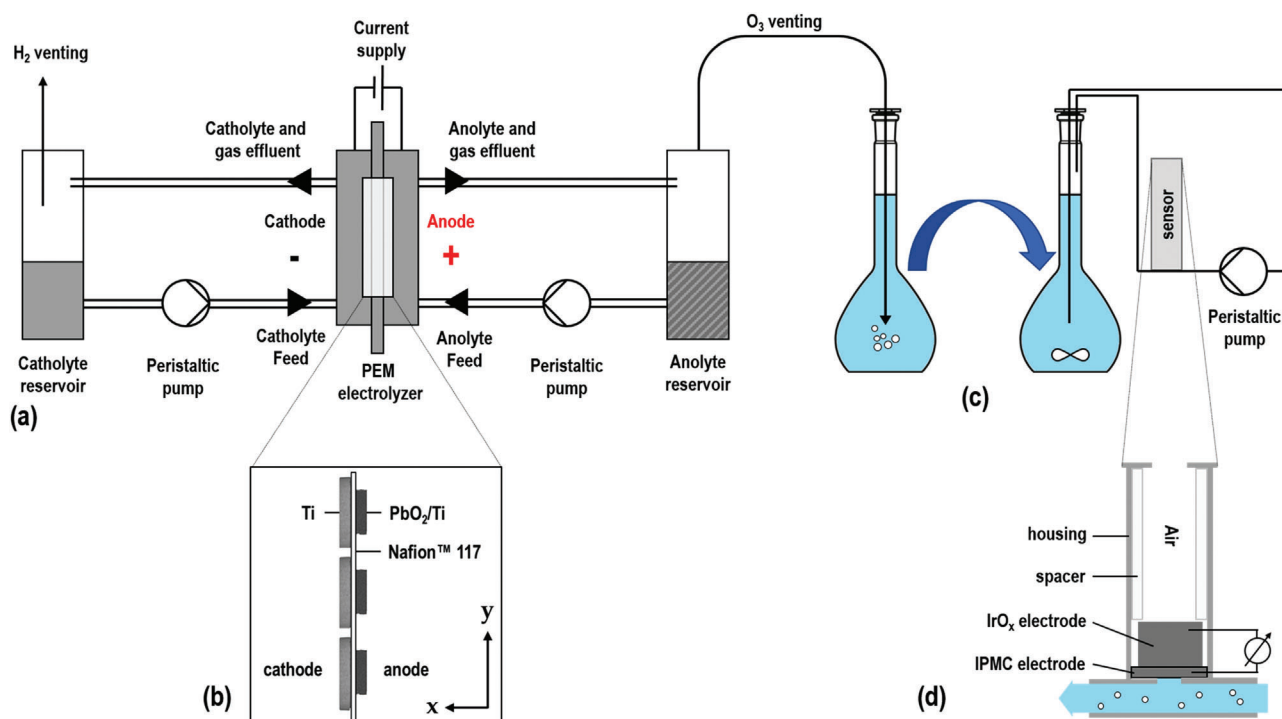 H2 venting
Current
supply
O3 venting
Catholyte and
gas effluent
Anolyte and
gas effluent
Cathode
Anode
-
+
sensor
Catholyte
reservoir
Peristaltic
pump
Catholyte
Feed
PEM
electrolyzer
Anolyte
Feed
Peristaltic
pump
Anolyte
reservoir
Peristaltic
pump
(a)
(c)
Ti
PbO2/Ti
Nafion™ 117
y
x
cathode
anode
(b)
housing
spacer
Air
IrOx electrode
IPMC electrode
(d)